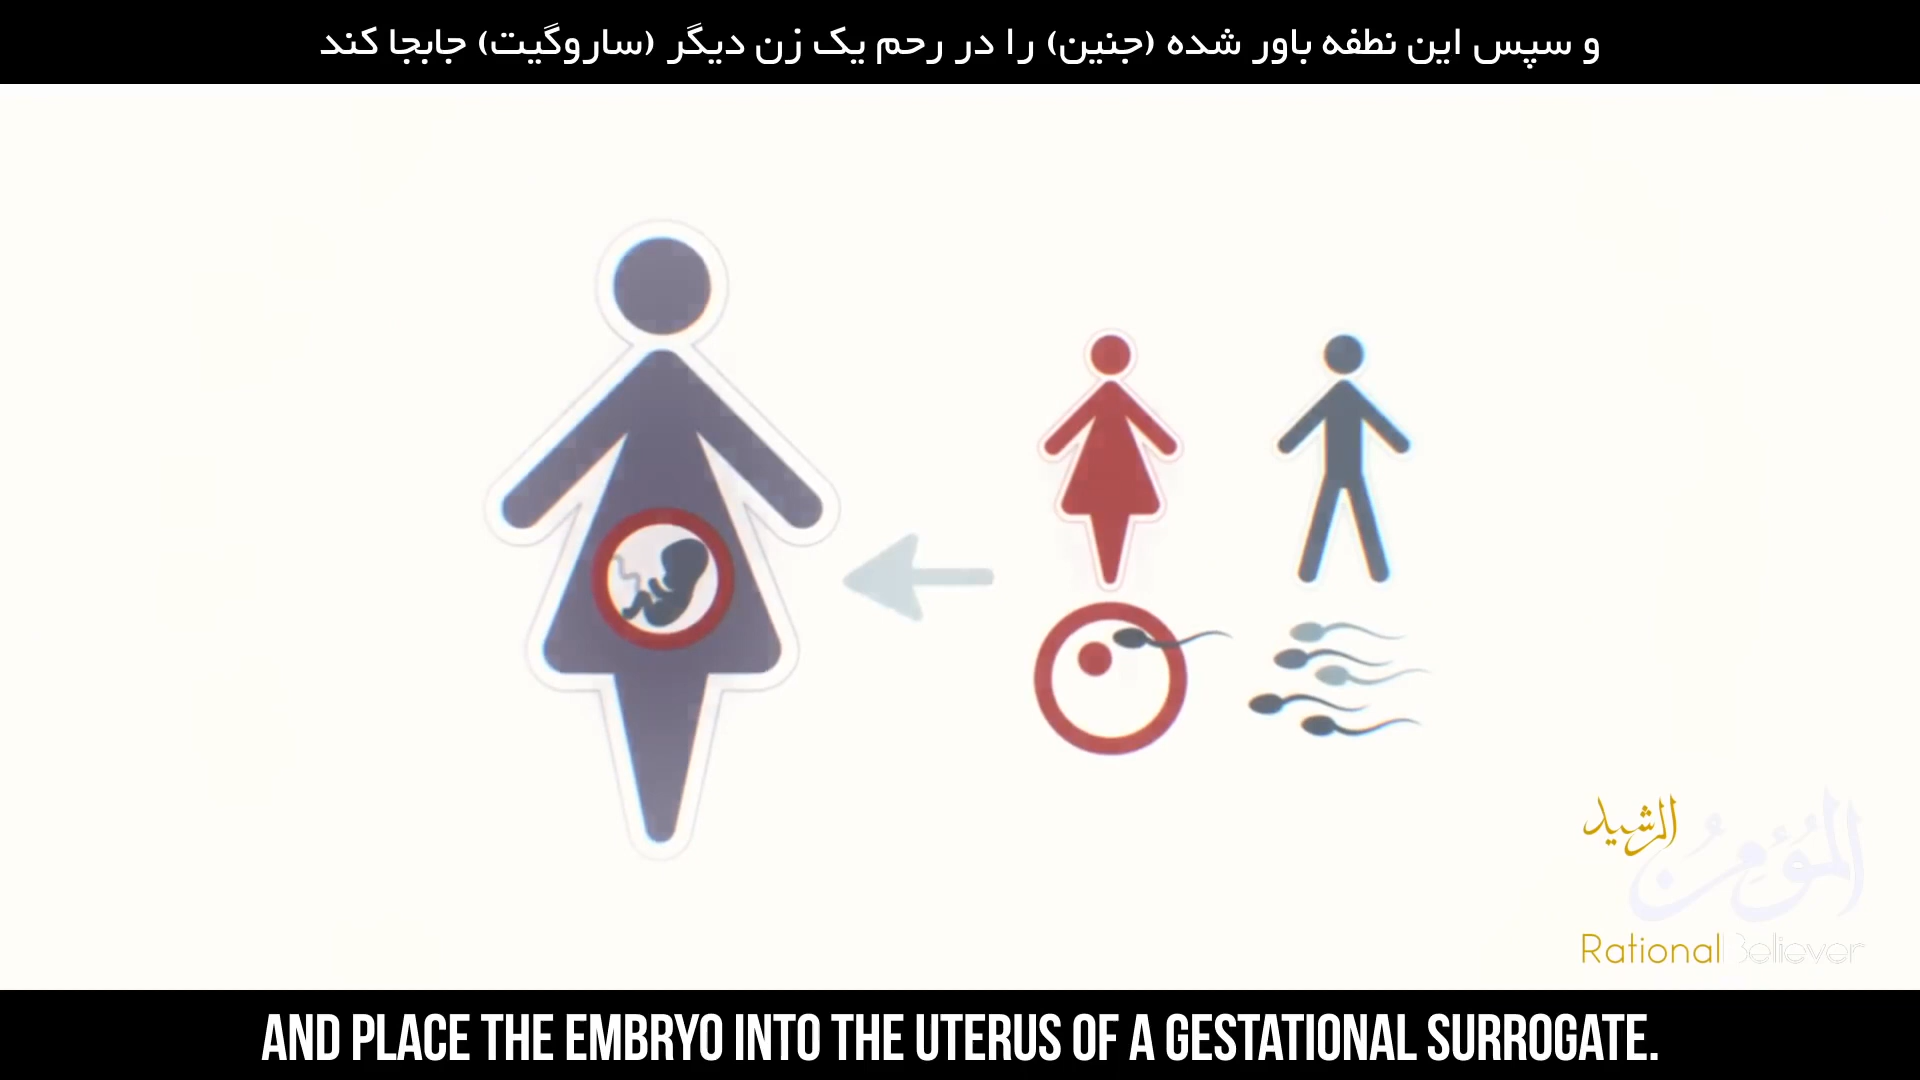 و سپس این نطفه باور شده (جنین) را در رحم یک زن دیگر (ساروگیت) جابجا کند
المؤمن
الرشيد
Rational Believer
AND PLACE THE EMBRYO INTO THE UTERUS OF A GESTATIONAL SURROGATE.